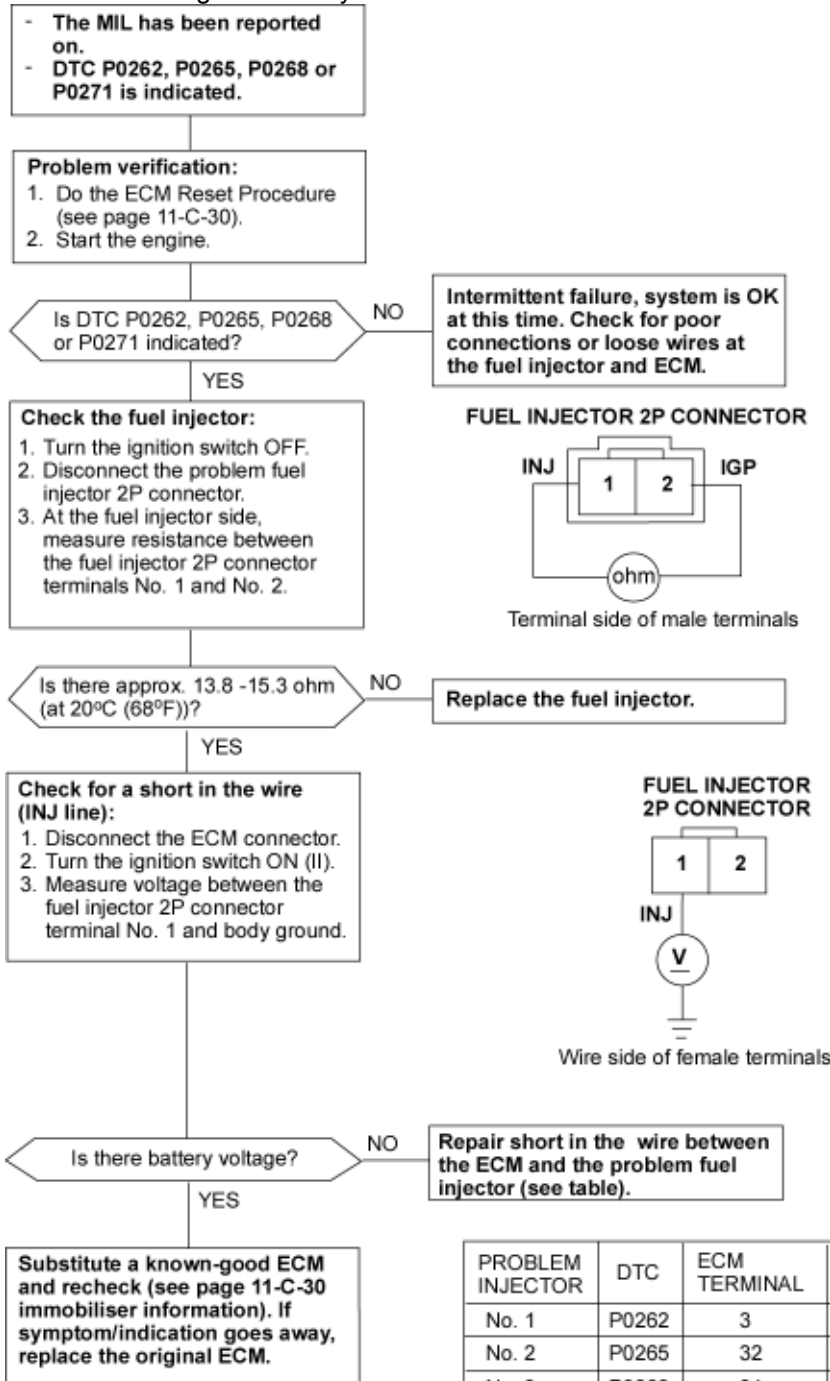 - The MIL has been reported
on.
- DTC P0262, P0265, P0268 or
P0271 is indicated.
Problem verification:
1. Do the ECM Reset Procedure
(see page 11-C-30).
2. Start the engine.
Is DTC P0262, P0265, P0268
or P0271 indicated?
NO
Intermittent failure, system is OK
at this time. Check for poor
connections or loose wires at
the fuel injector and ECM.
YES
Check the fuel injector:
1. Turn the ignition switch OFF.
2. Disconnect the problem fuel
injector 2P connector.
3. At the fuel injector side,
measure resistance between
the fuel injector 2P connector
terminals No. 1 and No. 2.
FUEL INJECTOR 2P CONNECTOR
INJ
1
2
IGP
ohm
Terminal side of male terminals
Is there approx. 13.8 -15.3 ohm
(at 20°C (68°F))?
NO
Replace the fuel injector.
YES
Check for a short in the wire
(INJ line):
1. Disconnect the ECM connector.
2. Turn the ignition switch ON (II).
3. Measure voltage between the
fuel injector 2P connector
terminal No. 1 and body ground.
FUEL INJECTOR
2P CONNECTOR
1
2
INJ
V
Wire side of female terminals
Is there battery voltage?
NO
Repair short in the wire between
the ECM and the problem fuel
injector (see table).
YES
Substitute a known-good ECM
and recheck (see page 11-C-30
immobiliser information). If
symptom/indication goes away,
replace the original ECM.
PROBLEM INJECTOR DTC ECM TERMINAL
No. 1 P0262 3
No. 2 P0265 32